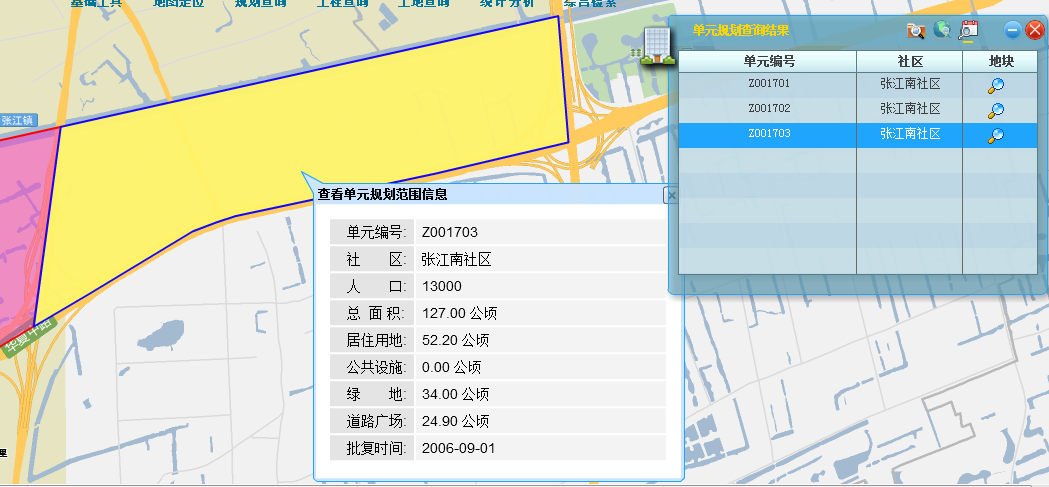 基础工具 地图定位 规划查询 工程查询 土地查询 统计分析 综合检索
单元规划查询结果
单元编号 社区 地块
Z001701 张江南社区
Z001702 张江南社区
Z001703 张江南社区
张江镇
查看单元规划范围信息
单元编号: Z001703
社 区: 张江南社区
人 口: 13000
总 面 积: 127.00 公顷
居住用地: 52.20 公顷
公共设施: 0.00 公顷
绿 地: 34.00 公顷
道路广场: 24.90 公顷
批复时间: 2006-09-01
华夏中路